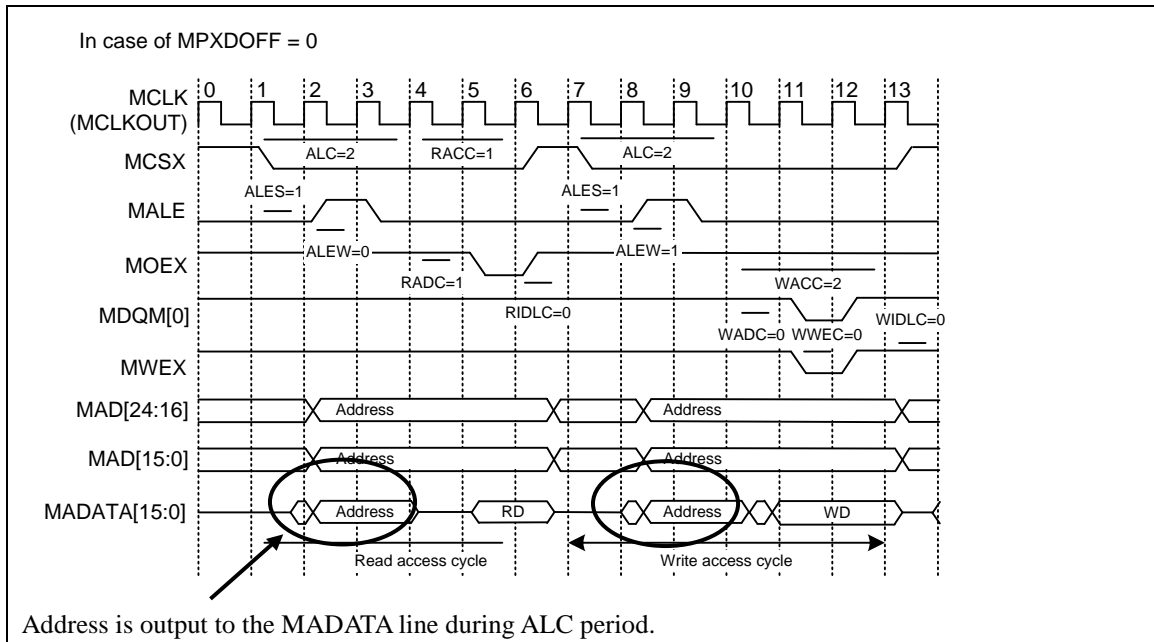 In case of MPXDOFF = 0
0 1 2 3 4 5 6 7 8 9 10 11 12 13
MCLK
(MCLKOUT)
ALC=2 RACC=1 ALC=2
MCSX
ALES=1 ALES=1
MALE
ALEW=0 ALEW=1
MOEX
RADC=1 WACC=2
RIDLC=0
MDQM[0]
WADC=0 WWEC=0 WIDLC=0
MWEX
MAD[24:16] Address Address
MAD[15:0] Address Address
MADATA[15:0] Address RD Address WD
Read access cycle Write access cycle
Address is output to the MADATA line during ALC period.